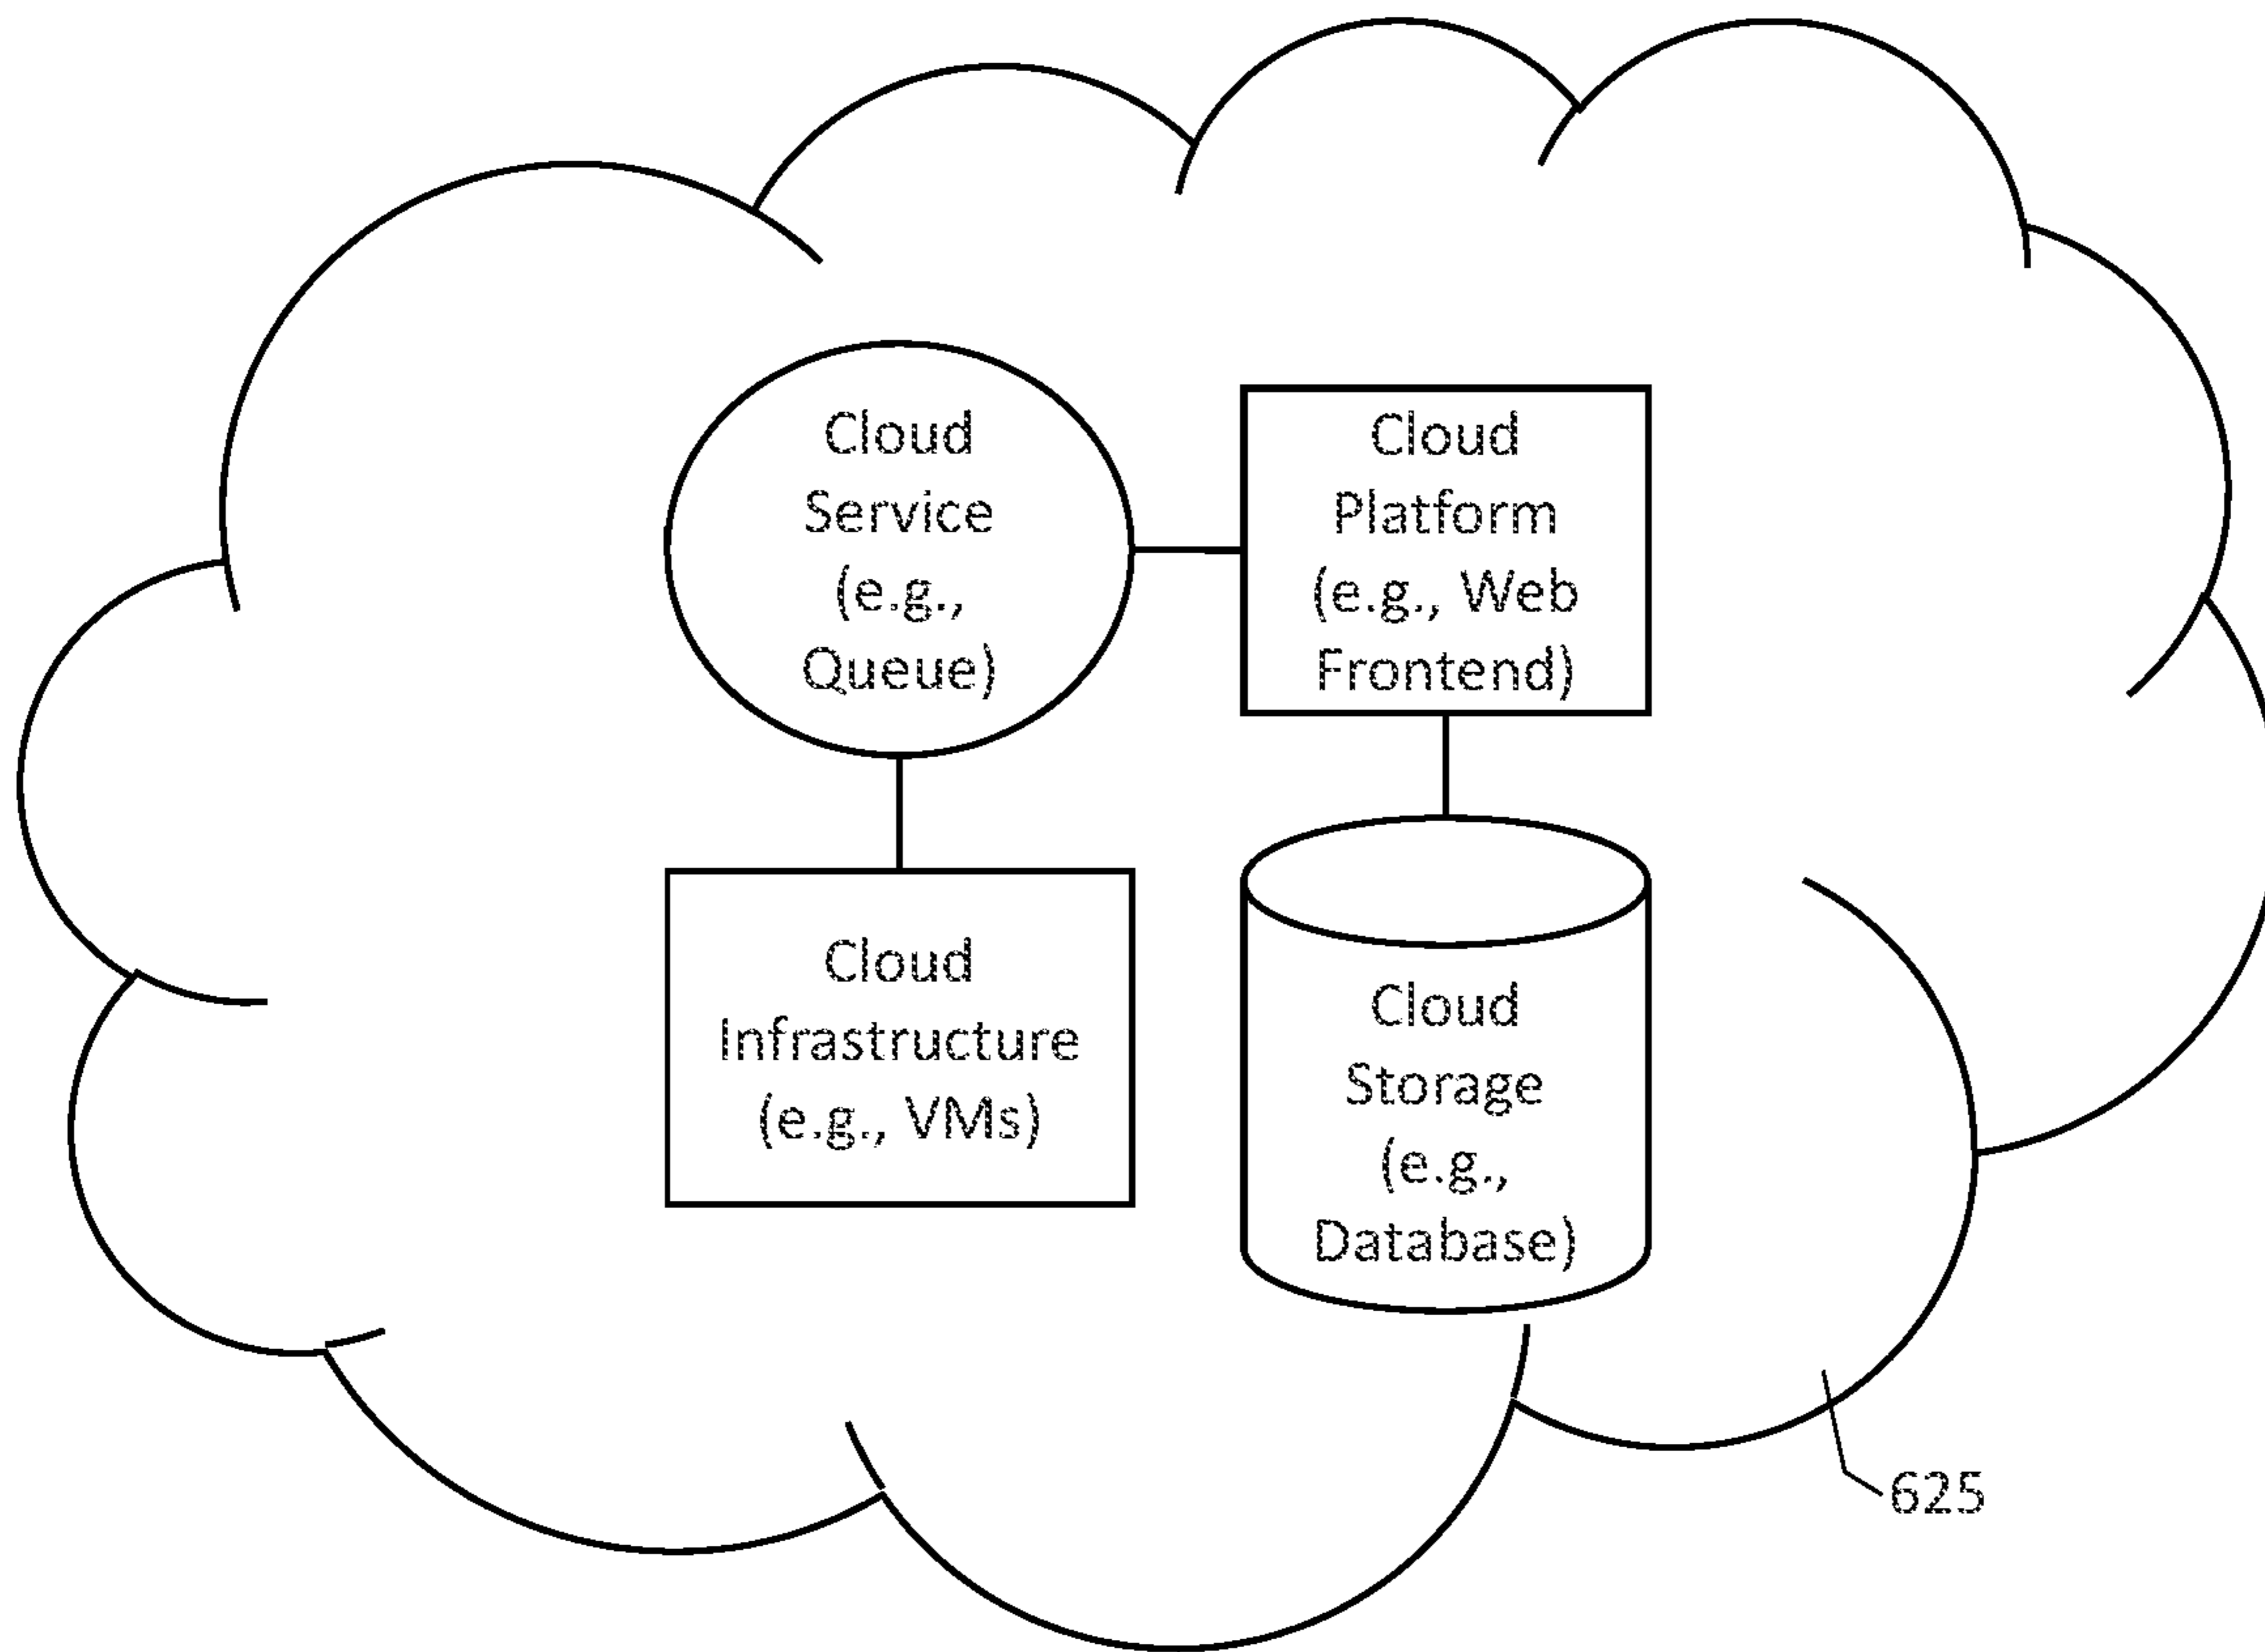 Cloud
Service
(e.g.,
Queue)
Cloud
Platform
(e.g., Web
Frontend)
Cloud
Infrastructure
(e.g., VMs)
Cloud
Storage
(e.g.,
Database)
625